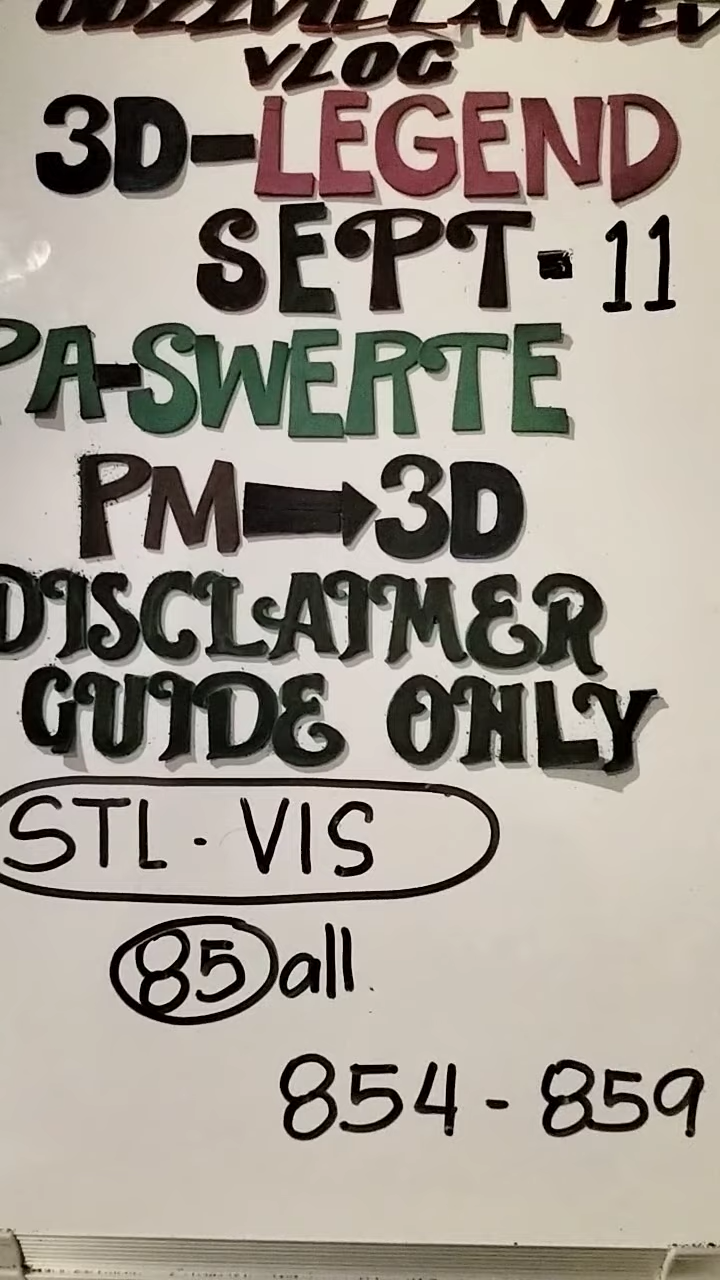 VLOG
3D-LEGEND
SEPT - 11
PA-SWERTE
PM➡3D
DISCLAIMER
GUIDE ONLY
STL - VIS
85 all
854 - 859